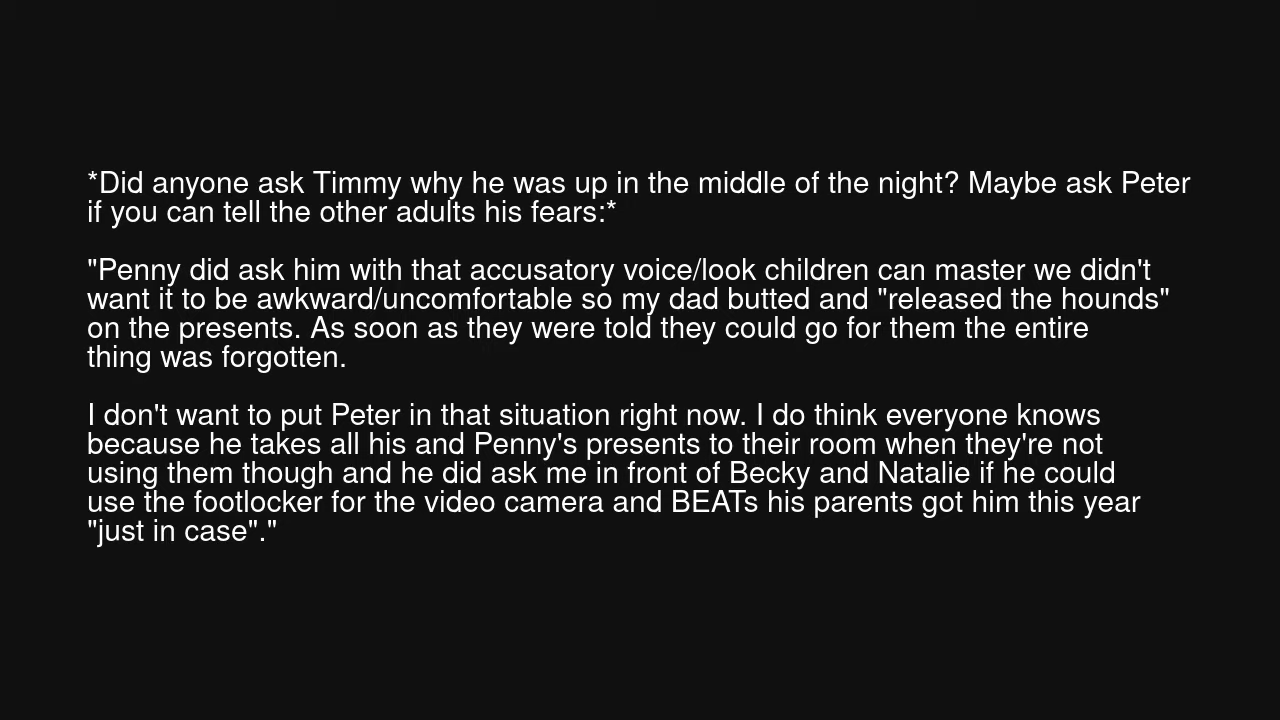 *Did anyone ask Timmy why he was up in the middle of the night? Maybe ask Peter
if you can tell the other adults his fears:*
"Penny did ask him with that accusatory voice/look children can master we didn't
want it to be awkward/uncomfortable so my dad butted and "released the hounds"
on the presents. As soon as they were told they could go for them the entire
thing was forgotten.
I don't want to put Peter in that situation right now. I do think everyone knows
because he takes all his and Penny's presents to their room when they're not
using them though and he did ask me in front of Becky and Natalie if he could
use the footlocker for the video camera and BEATs his parents got him this year
"just in case"."